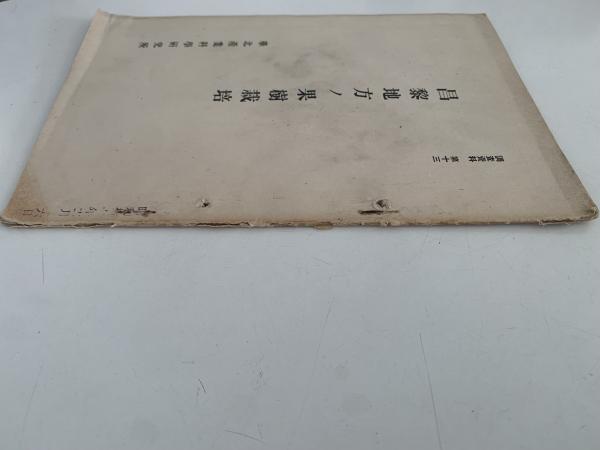 調査資料 第十三
昌黎地方ノ果樹栽培
華北産業科學研究所